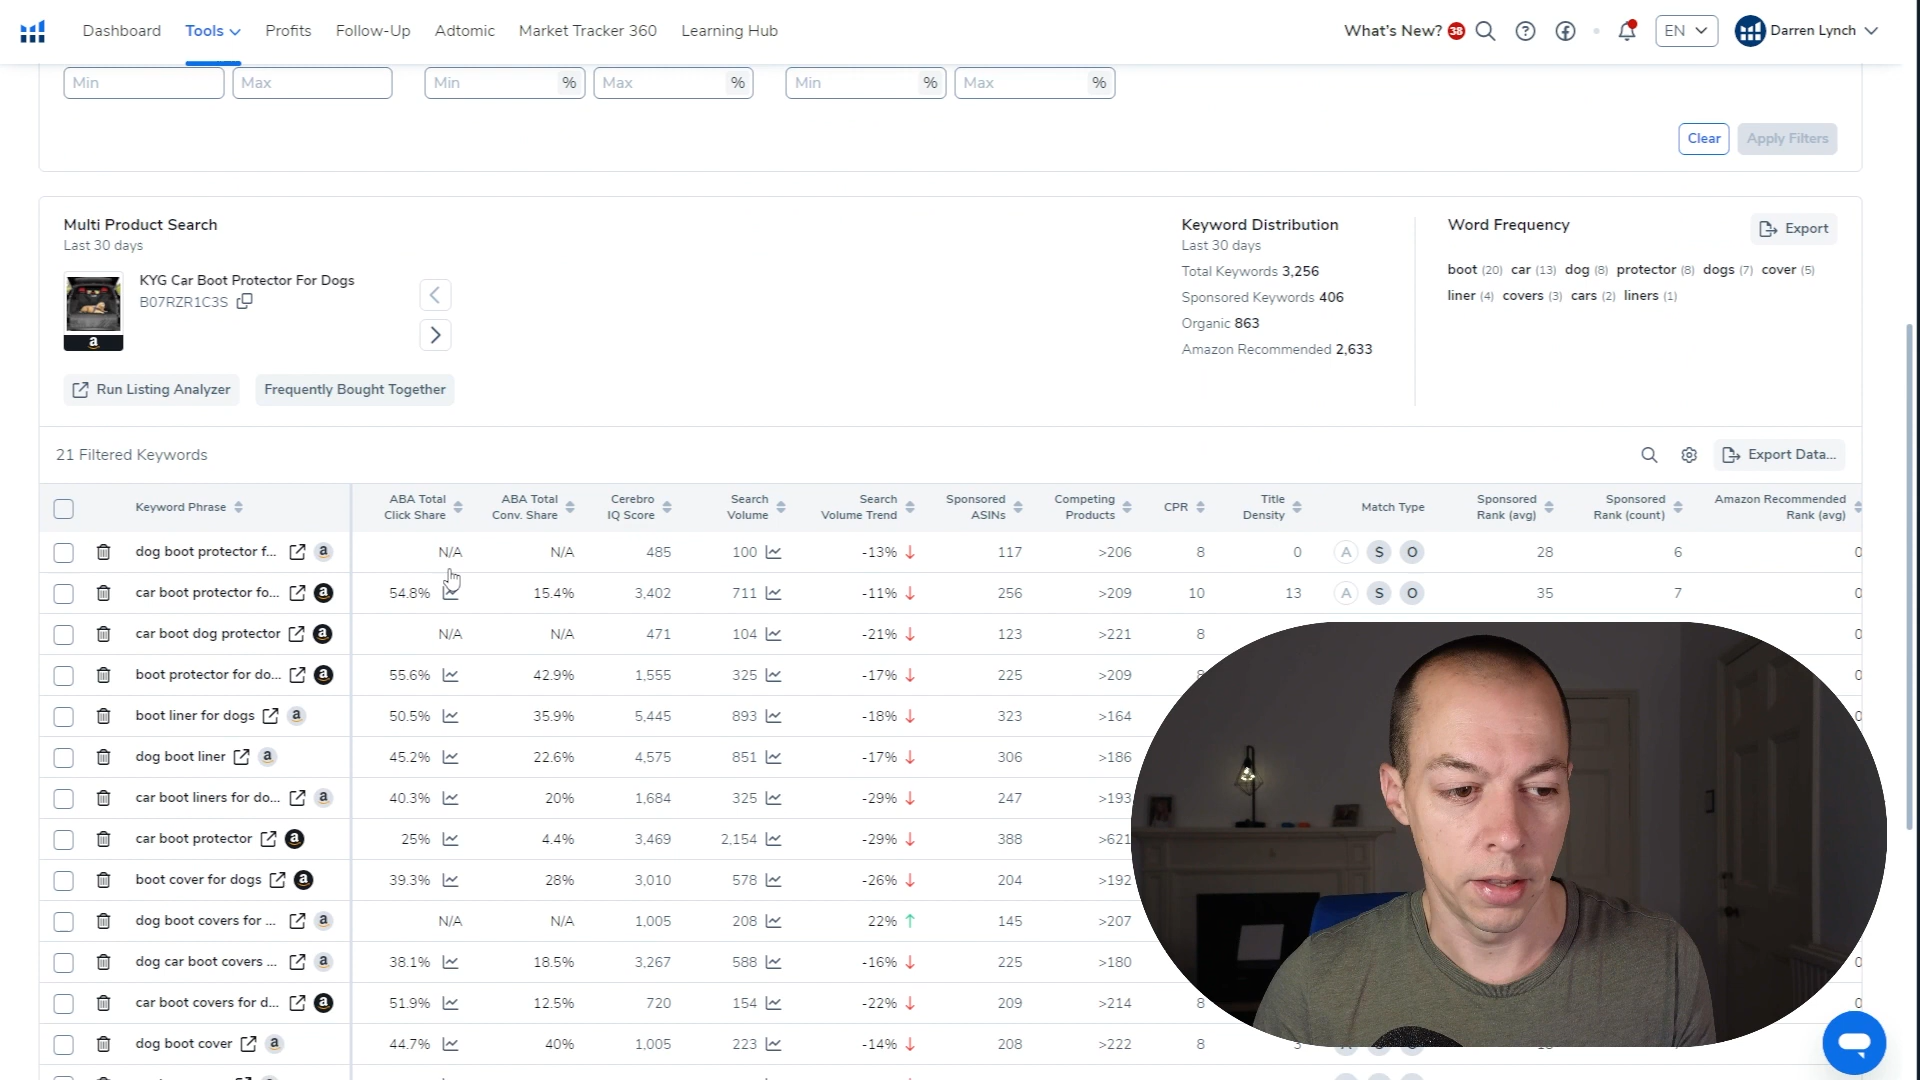 Dashboard Tools Profits Follow-Up Adtomic Market Tracker 360 Learning Hub What's New? 38 EN Darren Lynch
Min Max Min % Max % Min % Max %
Clear Apply Filters
Multi Product Search
Last 30 days
KYG Car Boot Protector For Dogs
B07RZR1C3S
Run Listing Analyzer Frequently Bought Together
Keyword Distribution
Last 30 days
Total Keywords 3,256
Sponsored Keywords 406
Organic 863
Amazon Recommended 2,633
Word Frequency Export
boot (20) car (13) dog (8) protector (8) dogs (7) cover (5)
liner (4) covers (3) cars (2) liners (1)
21 Filtered Keywords Export Data...
Keyword Phrase ABA Total Click Share ABA Total Conv. Share Cerebro IQ Score Search Volume Search Volume Trend Sponsored ASINs Competing Products CPR Title Density Match Type Sponsored Rank (avg) Sponsored Rank (count) Amazon Recommended Rank (avg)
dog boot protector f... a N/A N/A 485 100 -13% 117 >206 8 0 A S O 28 6 0
car boot protector fo... a 54.8% 15.4% 3,402 711 -11% 256 >209 10 13 A S O 35 7 0
car boot dog protector a N/A N/A 471 104 -21% 123 >221 8 0
boot protector for do... a 55.6% 42.9% 1,555 325 -17% 225 >209 8 0
boot liner for dogs a 50.5% 35.9% 5,445 893 -18% 323 >164 0
dog boot liner a 45.2% 22.6% 4,575 851 -17% 306 >186
car boot liners for do... a 40.3% 20% 1,684 325 -29% 247 >193
car boot protector a 25% 4.4% 3,469 2,154 -29% 388 >621
boot cover for dogs a 39.3% 28% 3,010 578 -26% 204 >192
dog boot covers for ... a N/A N/A 1,005 208 22% 145 >207
dog car boot covers ... a 38.1% 18.5% 3,267 588 -16% 225 >180 0
car boot covers for d... a 51.9% 12.5% 720 154 -22% 209 >214 8 0
dog boot cover a 44.7% 40% 1,005 223 -14% 208 >222 8 3 0